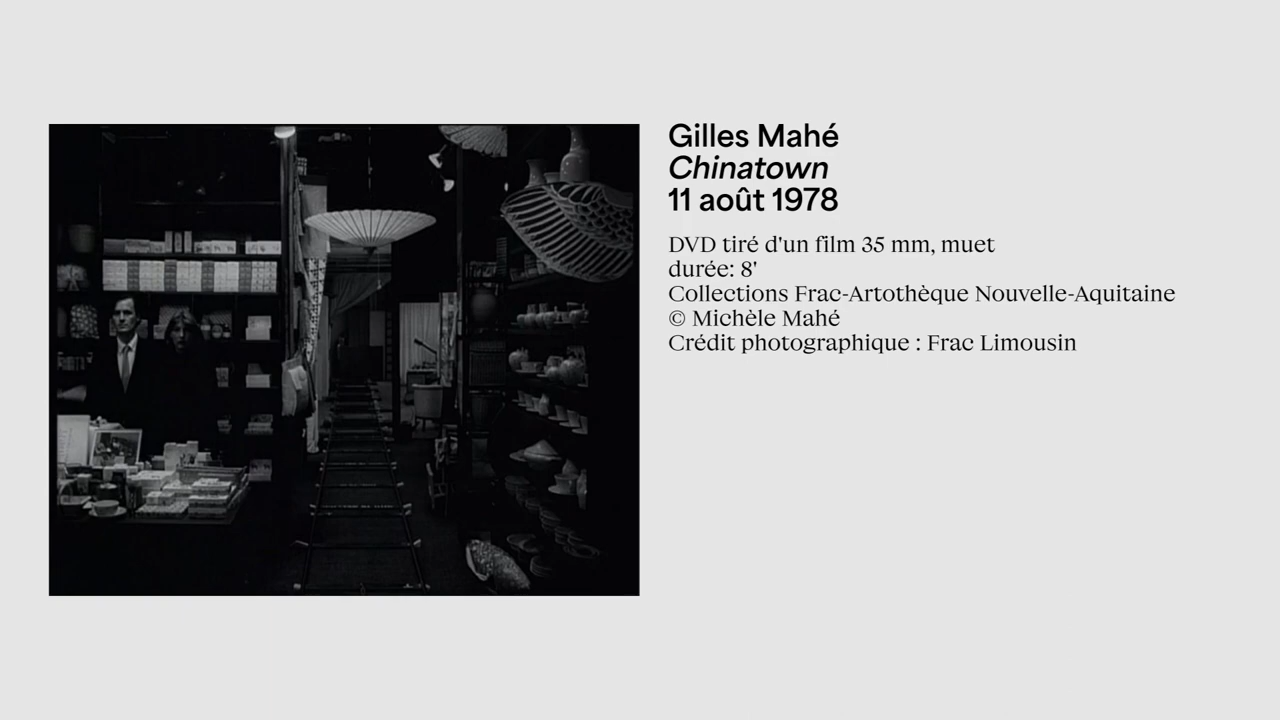 Gilles Mahé
Chinatown
11 août 1978
DVD tiré d'un film 35 mm, muet
durée: 8'
Collections Frac-Artothèque Nouvelle-Aquitaine
© Michèle Mahé
Crédit photographique : Frac Limousin